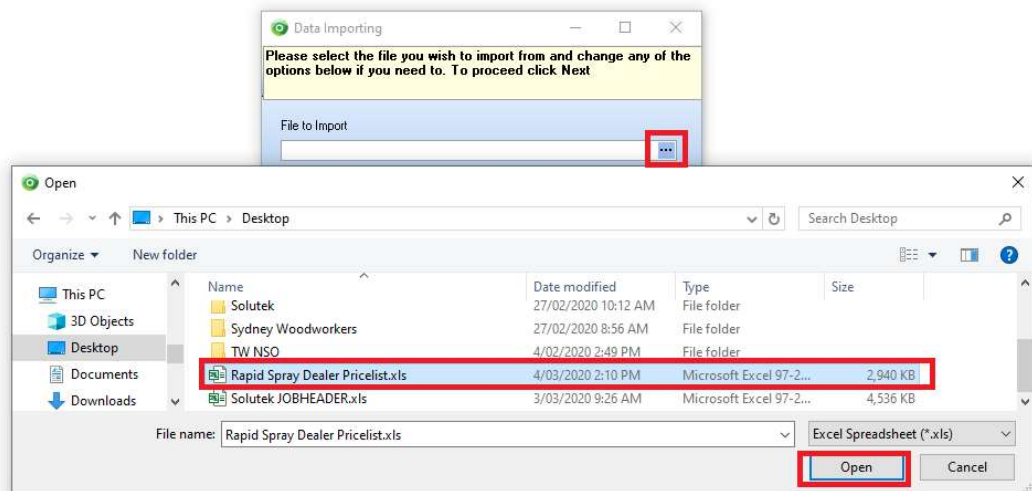 Data Importing
Please select the file you wish to import from and change any of the
options below if you need to. To proceed click Next
File to Import
...
Open
This PC > Desktop
Search Desktop
Organize
New folder
Name Date modified Type Size
This PC
Solutek 27/02/2020 10:12 AM File folder
3D Objects
Sydney Woodworkers 27/02/2020 8:56 AM File folder
Desktop
TW NSO 4/02/2020 2:49 PM File folder
Documents
Rapid Spray Dealer Pricelist.xls 4/03/2020 2:10 PM Microsoft Excel 97-2... 2,940 KB
Downloads
Solutek JOBHEADER.xls 3/03/2020 9:26 AM Microsoft Excel 97-2... 4,536 KB
File name: Rapid Spray Dealer Pricelist.xls Excel Spreadsheet (*.xls)
Open Cancel